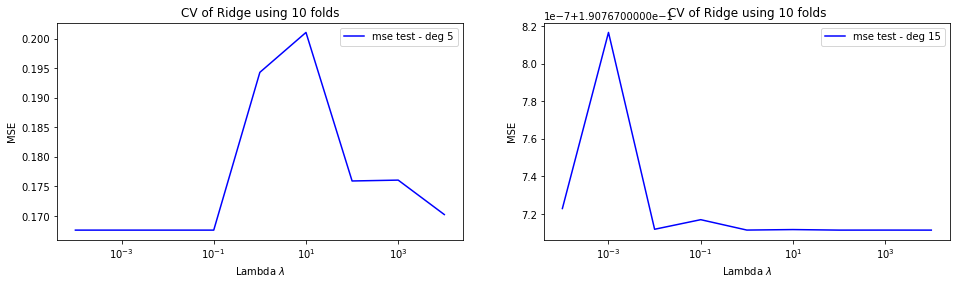 CV of Ridge using 10 folds
mse test - deg 5
0.200
0.195
0.190
0.185
0.180
0.175
0.170
MSE
10⁻³
10⁻¹
10¹
10³
Lambda λ
1e-7+1.9076700000e-1
CV of Ridge using 10 folds
mse test - deg 15
8.2
8.0
7.8
7.6
7.4
7.2
MSE
10⁻³
10⁻¹
10¹
10³
Lambda λ